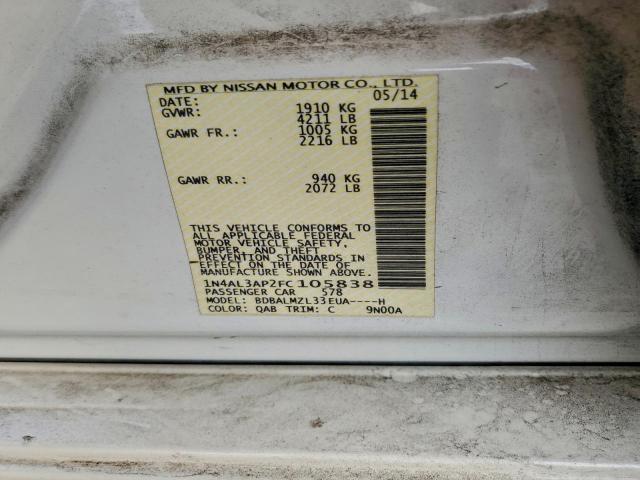 MFD BY NISSAN MOTOR CO., LTD.
DATE: 05/14
GVWR: 1910 KG
4211 LB
GAWR FR.: 1005 KG
2216 LB
GAWR RR.: 940 KG
2072 LB
THIS VEHICLE CONFORMS TO
ALL APPLICABLE FEDERAL
MOTOR VEHICLE SAFETY,
BUMPER, AND THEFT
PREVENTION STANDARDS
IN EFFECT ON THE DATE OF
MANUFACTURE SHOWN ABOVE.
1N4AL3AP2FC105838
PASSENGER CAR 578
MODEL: BDBALMZL33EUA----H
COLOR: QAB TRIM: C 9N00A